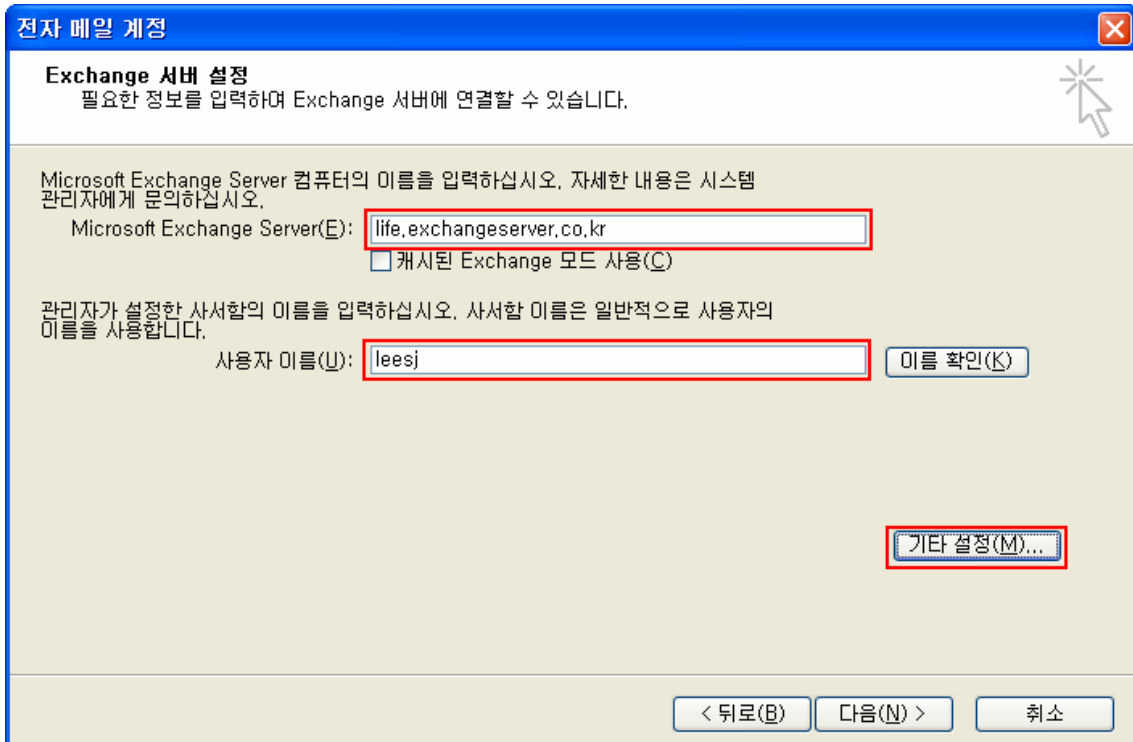 전자 메일 계정
Exchange 서버 설정
필요한 정보를 입력하여 Exchange 서버에 연결할 수 있습니다.
Microsoft Exchange Server 컴퓨터의 이름을 입력하십시오. 자세한 내용은 시스템
관리자에게 문의하십시오.
Microsoft Exchange Server(E): life.exchangeserver.co.kr
캐시된 Exchange 모드 사용(C)
관리자가 설정한 사서함의 이름을 입력하십시오. 사서함 이름은 일반적으로 사용자의
이름을 사용합니다.
사용자 이름(U): leesj 이름 확인(K)
기타 설정(M)...
< 뒤로(B) 다음(N) > 취소